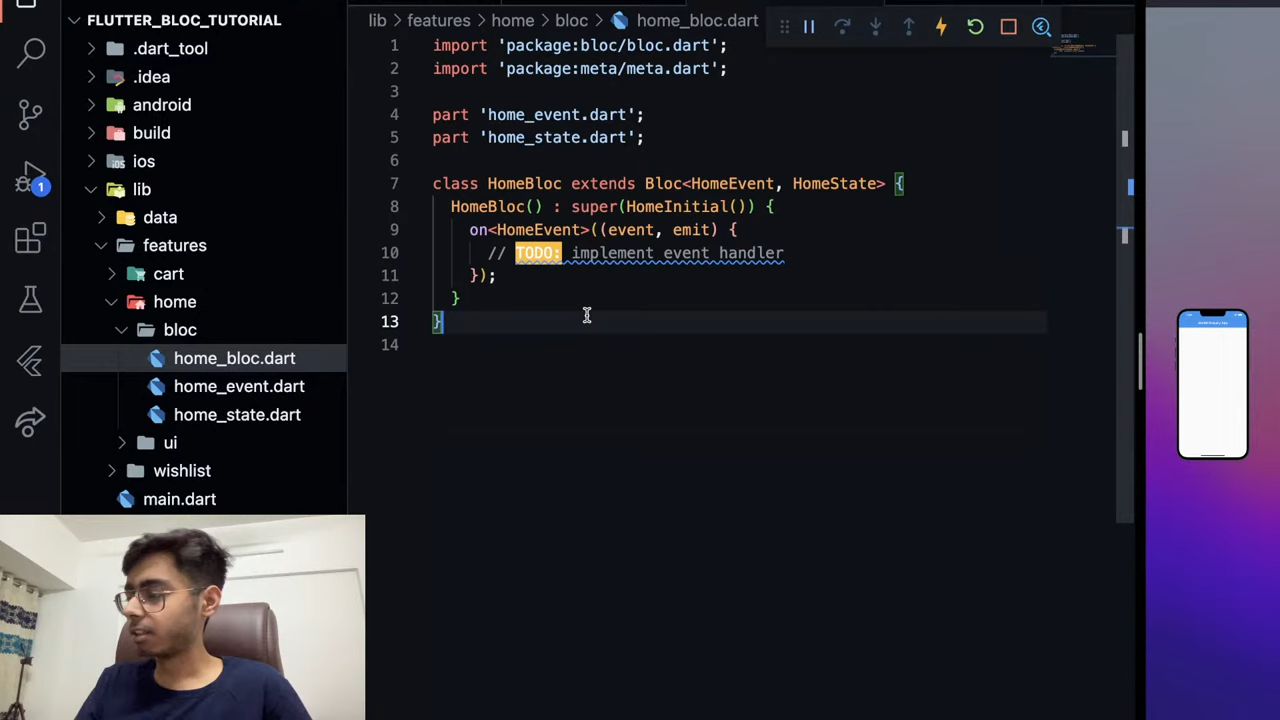 FLUTTER_BLOC_TUTORIAL
.dart_tool
.idea
android
build
ios
lib
data
features
cart
home
bloc
home_bloc.dart
home_event.dart
home_state.dart
ui
wishlist
main.dart
1
lib > features > home > bloc > home_bloc.dart
1 import 'package:bloc/bloc.dart';
2 import 'package:meta/meta.dart';
3
4 part 'home_event.dart';
5 part 'home_state.dart';
6
7 class HomeBloc extends Bloc<HomeEvent, HomeState> {
8 HomeBloc() : super(HomeInitial()) {
9 on<HomeEvent>((event, emit) {
10 // TODO: implement event handler
11 });
12 }
13 }
14